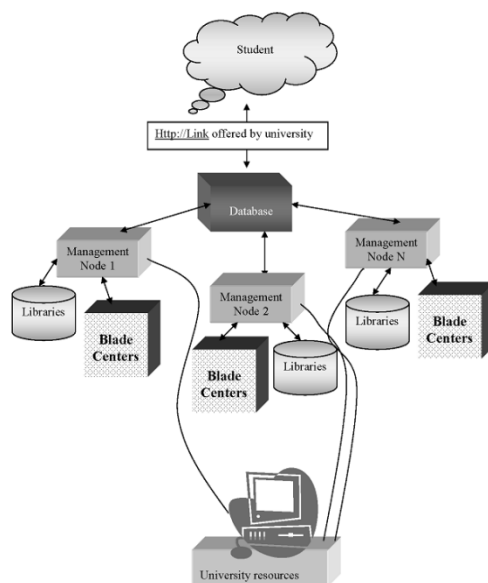 Student
Http://Link offered by university
Database
Management
Node 1
Management
Node N
Management
Node 2
Libraries
Blade
Centers
Blade
Centers
Libraries
Libraries
Blade
Centers
University resources